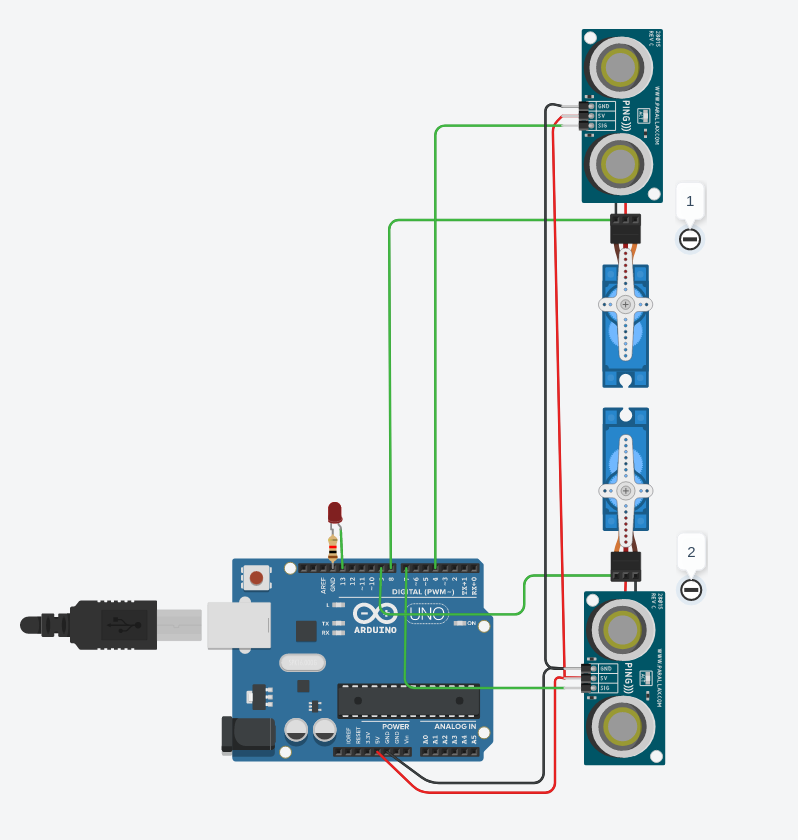 28015
REV C
GND
5V
SIG
PING)))
WWW.PARALLAX.COM
1
2
AREF
GND
13
12
~11
~10
~9
8
7
~6
~5
4
~3
2
TX→1
RX←0
DIGITAL (PWM~)
L
TX
RX
ARDUINO
UNO
ON
POWER
ANALOG IN
IOREF
RESET
3.3V
5V
GND
GND
Vin
A0
A1
A2
A3
A4
A5
28015
REV C
GND
5V
SIG
PING)))
WWW.PARALLAX.COM